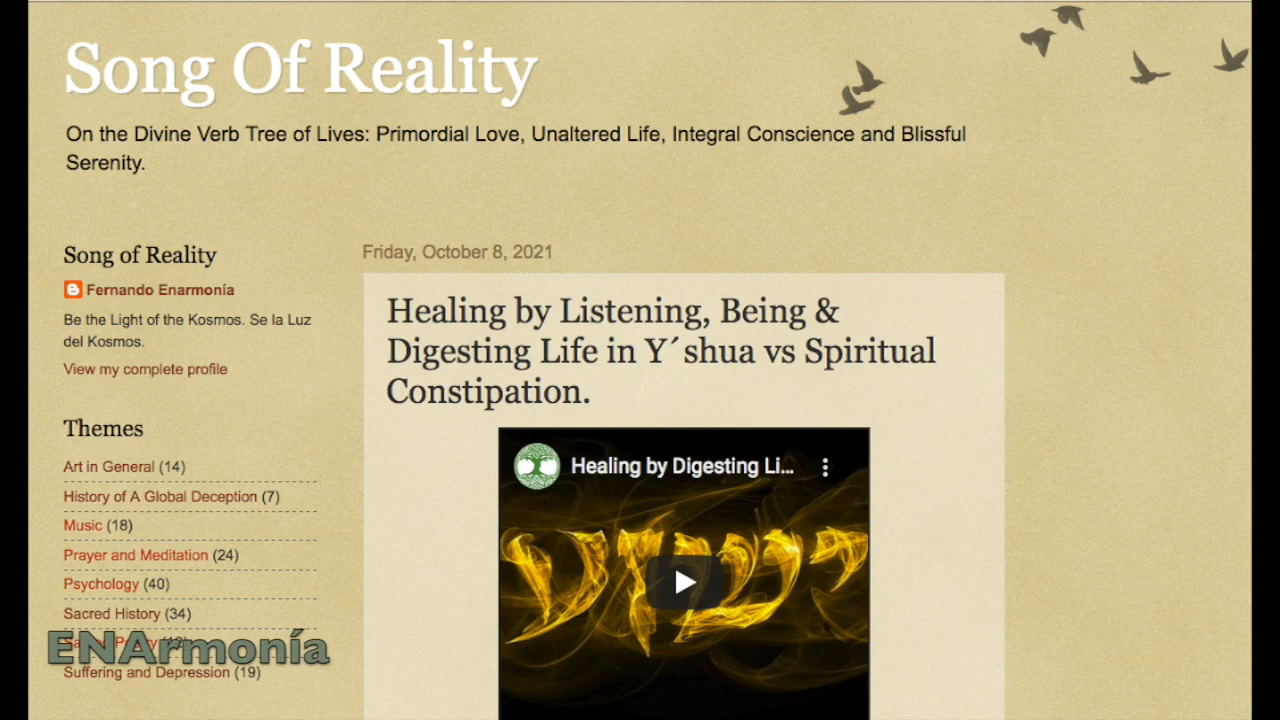 Song Of Reality
On the Divine Verb Tree of Lives: Primordial Love, Unaltered Life, Integral Conscience and Blissful
Serenity.
Song of Reality
Fernando Enarmonía
Be the Light of the Kosmos. Se la Luz
del Kosmos.
View my complete profile
Themes
Art in General (14)
History of A Global Deception (7)
Music (18)
Prayer and Meditation (24)
Psychology (40)
Sacred History (34)
ENArmonía
Suffering and Depression (19)
Friday, October 8, 2021
Healing by Listening, Being &
Digesting Life in Y´shua vs Spiritual
Constipation.
Healing by Digesting Li...